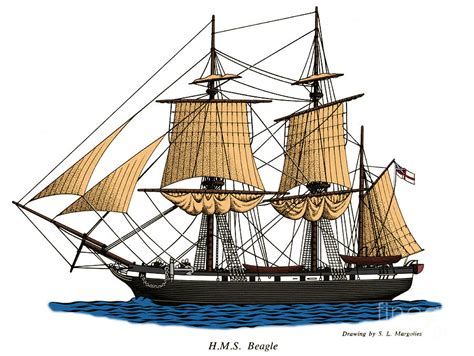 Drawing by S. L. Margolies
H.M.S. Beagle